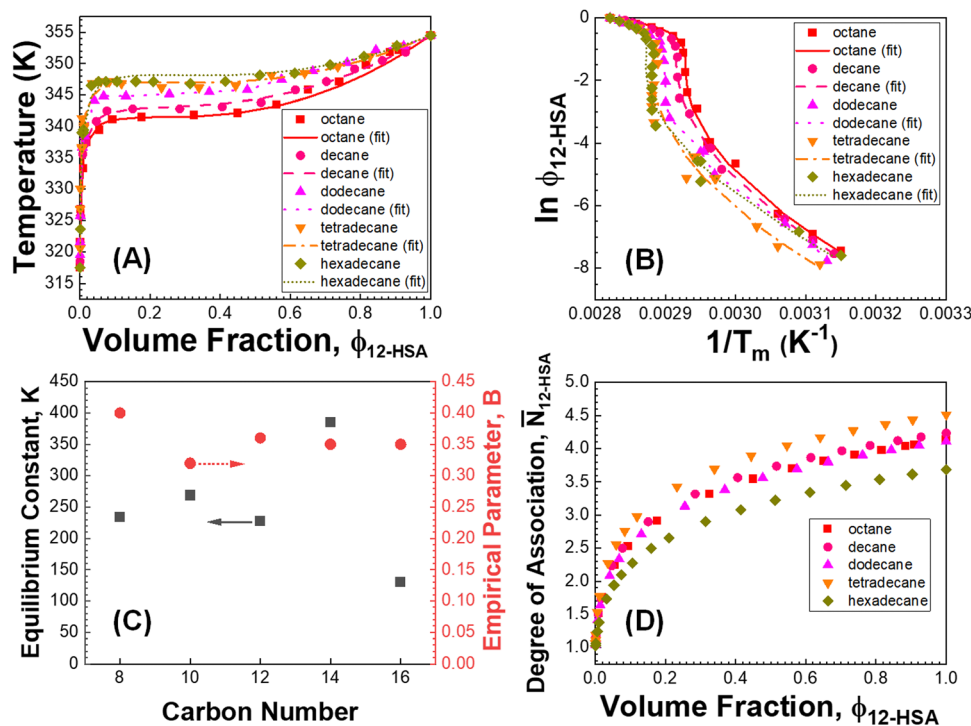 (A)
Temperature (K)
355
350
345
340
335
330
325
320
315
octane
octane (fit)
decane
decane (fit)
dodecane
dodecane (fit)
tetradecane
tetradecane (fit)
hexadecane
hexadecane (fit)
0.0 0.2 0.4 0.6 0.8 1.0
Volume Fraction, ϕ12-HSA
(B)
ln ϕ12-HSA
0
-2
-4
-6
-8
octane
octane (fit)
decane
decane (fit)
dodecane
dodecane (fit)
tetradecane
tetradecane (fit)
hexadecane
hexadecane (fit)
0.0028 0.0029 0.0030 0.0031 0.0032 0.0033
1/Tm (K-1)
(C)
Equilibrium Constant, K
450
400
350
300
250
200
150
100
50
0
8 10 12 14 16
Carbon Number
0.45
0.40
0.35
0.30
0.25
0.20
0.15
0.10
0.05
0.00
Empirical Parameter, B
(D)
Degree of Association, N̅12-HSA
5.0
4.5
4.0
3.5
3.0
2.5
2.0
1.5
1.0
octane
decane
dodecane
tetradecane
hexadecane
0.0 0.2 0.4 0.6 0.8 1.0
Volume Fraction, ϕ12-HSA